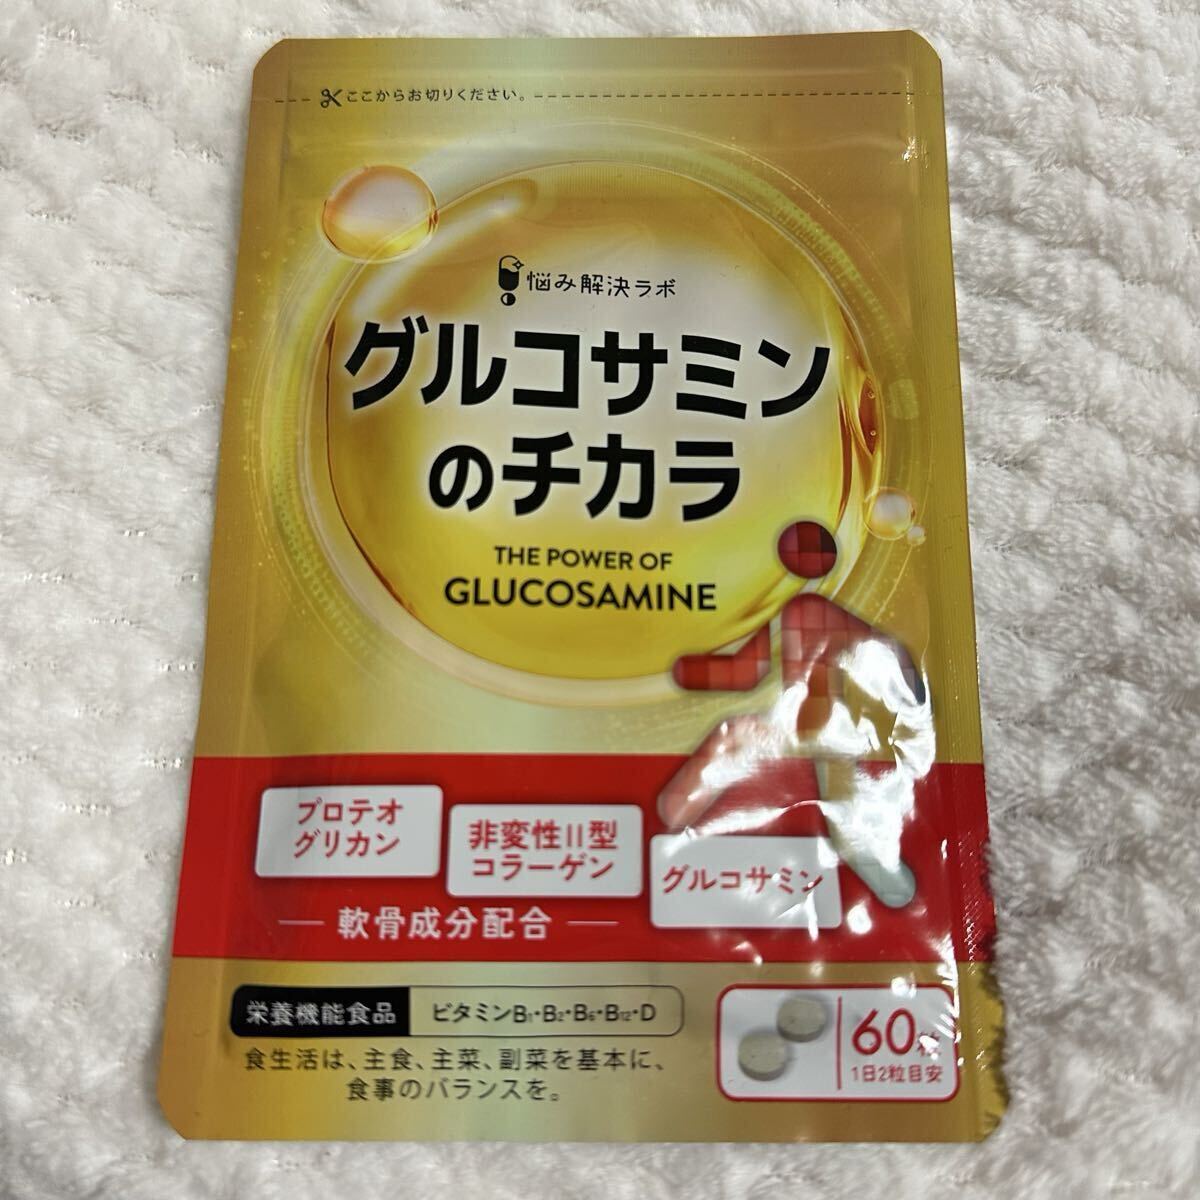 ここからお切りください。
悩み解決ラボ
グルコサミン
のチカラ
THE POWER OF
GLUCOSAMINE
プロテオ
グリカン
非変性II型
コラーゲン
グルコサミン
軟骨成分配合
栄養機能食品
ビタミンB₁・B₂・B₆・B₁₂・D
食生活は、主食、主菜、副菜を基本に、
食事のバランスを。
60粒
1日2粒目安